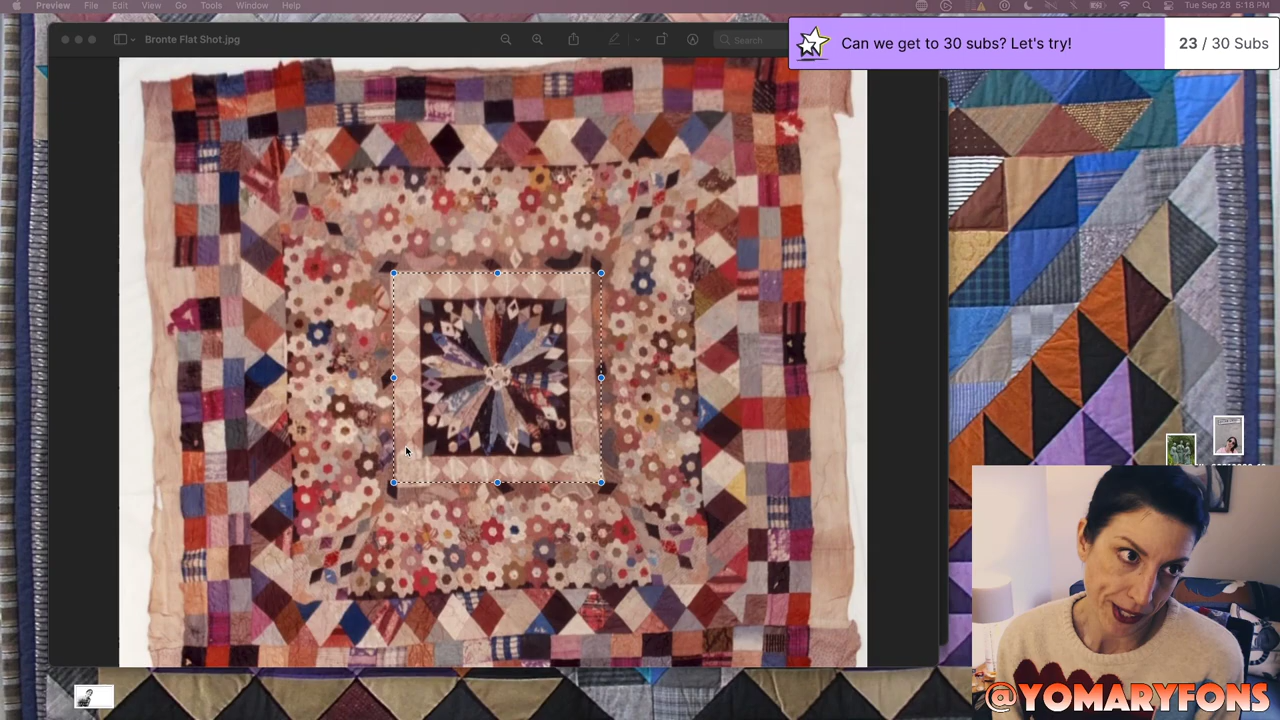 Preview File Edit View Go Tools Window Help
Tue Sep 28 5:18 PM
Bronte Flat Shot.jpg
Search
Can we get to 30 subs? Let's try!
23 / 30 Subs
@YOMARYFONS